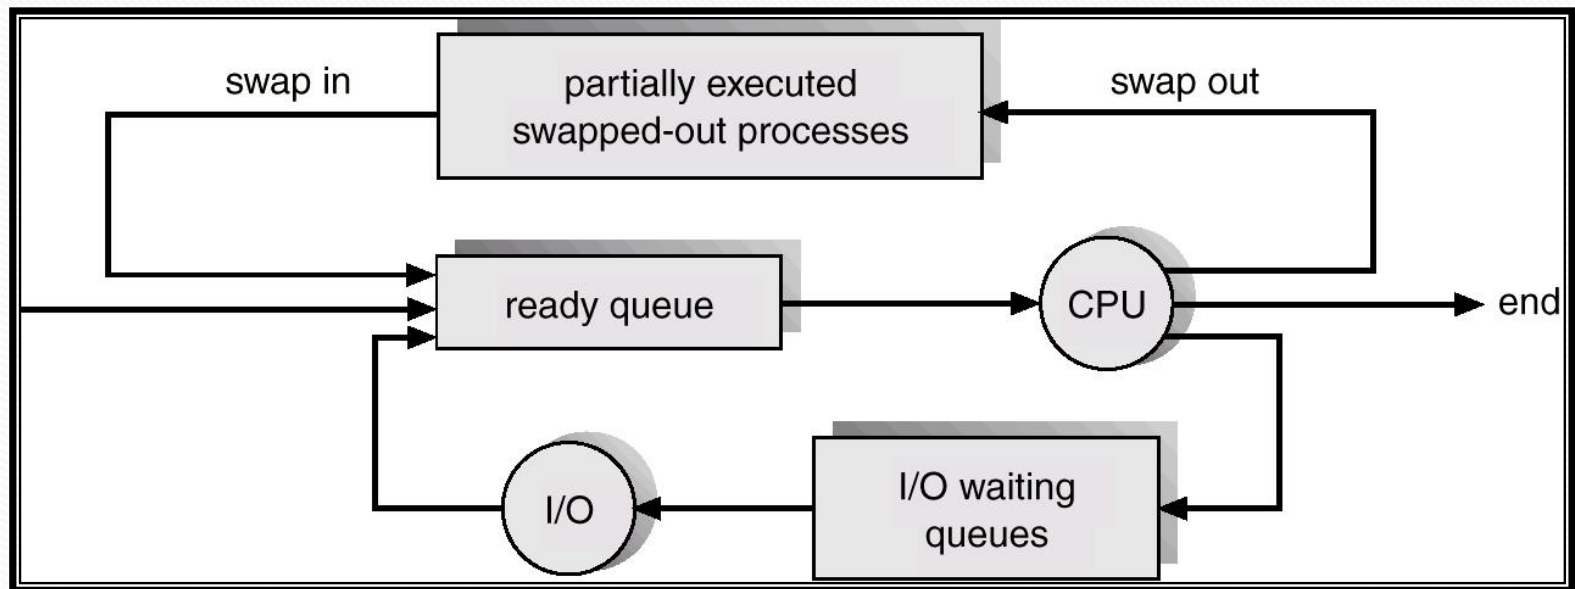 swap in
partially executed
swapped-out processes
swap out
ready queue
CPU
end
I/O
I/O waiting
queues